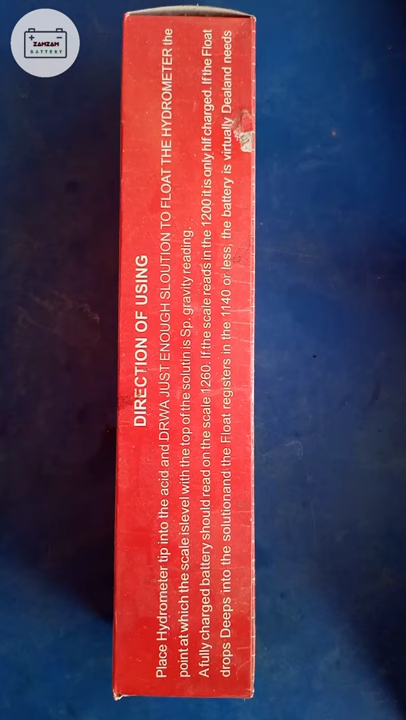 ZAMZAM
BATTERY
DIRECTION OF USING
Place Hydrometer tip into the acid and DRWA JUST ENOUGH SLOUTION TO FLOAT THE HYDROMETER the
point at which the scale islevel with the top of the solutin is Sp. gravity reading.
A fully charged battery should read on the scale 1260. If the scale reads in the 1200 it is only hlf charged. If the Float
drops Deeps into the solutionand the Float registers in the 1140 or less, the battery is virtually Dealand needs